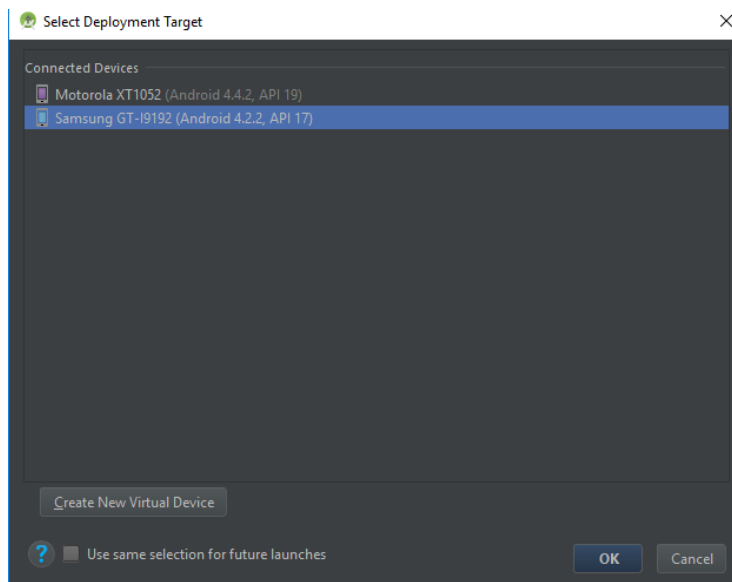 Select Deployment Target
Connected Devices
Motorola XT1052 (Android 4.4.2, API 19)
Samsung GT-I9192 (Android 4.2.2, API 17)
Create New Virtual Device
? Use same selection for future launches
OK Cancel